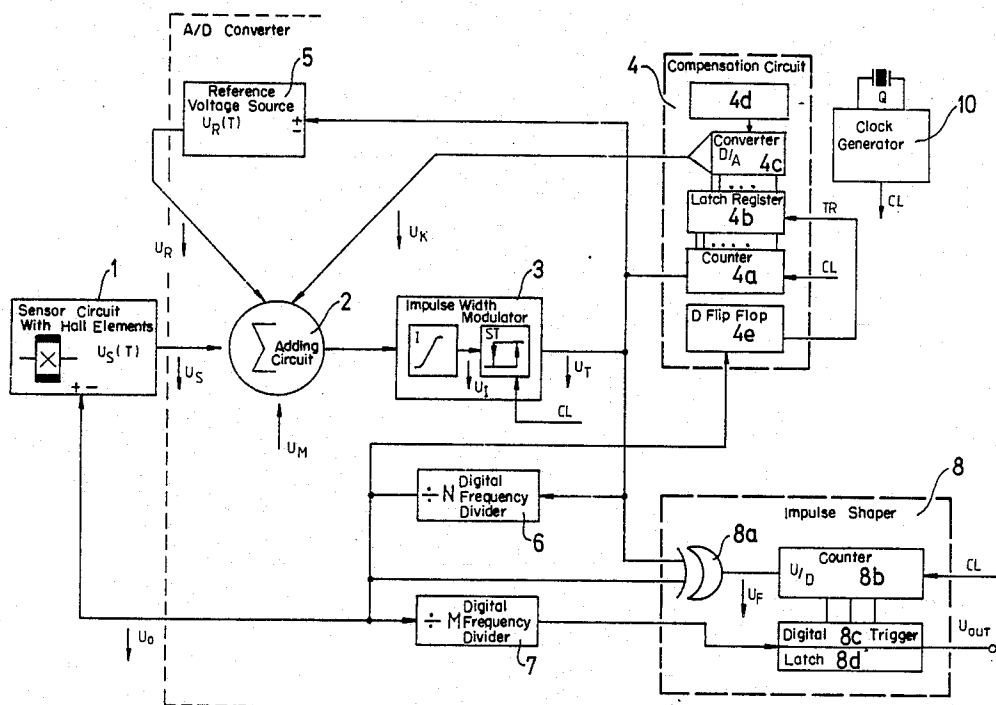 A/D Converter
5
Reference
Voltage Source
U_R(T)
±
4
Compensation Circuit
4d
Converter
D/A
4c
Latch Register
4b
TR
Counter
4a
CL
D Flip Flop
4e
Q
Clock
Generator
10
CL
U_R
U_K
1
Sensor Circuit
With Hall Elements
U_S(T)
+-
U_S
2
Σ
Adding
Circuit
U_M
3
Impulse Width
Modulator
I
ST
U_I
CL
U_T
÷N
Digital
Frequency
Divider
6
8
Impulse Shaper
8a
U_F
Counter
U/D
8b
CL
U_0
÷M
Digital
Frequency
Divider
7
Digital 8c Trigger
Latch 8d
U_OUT